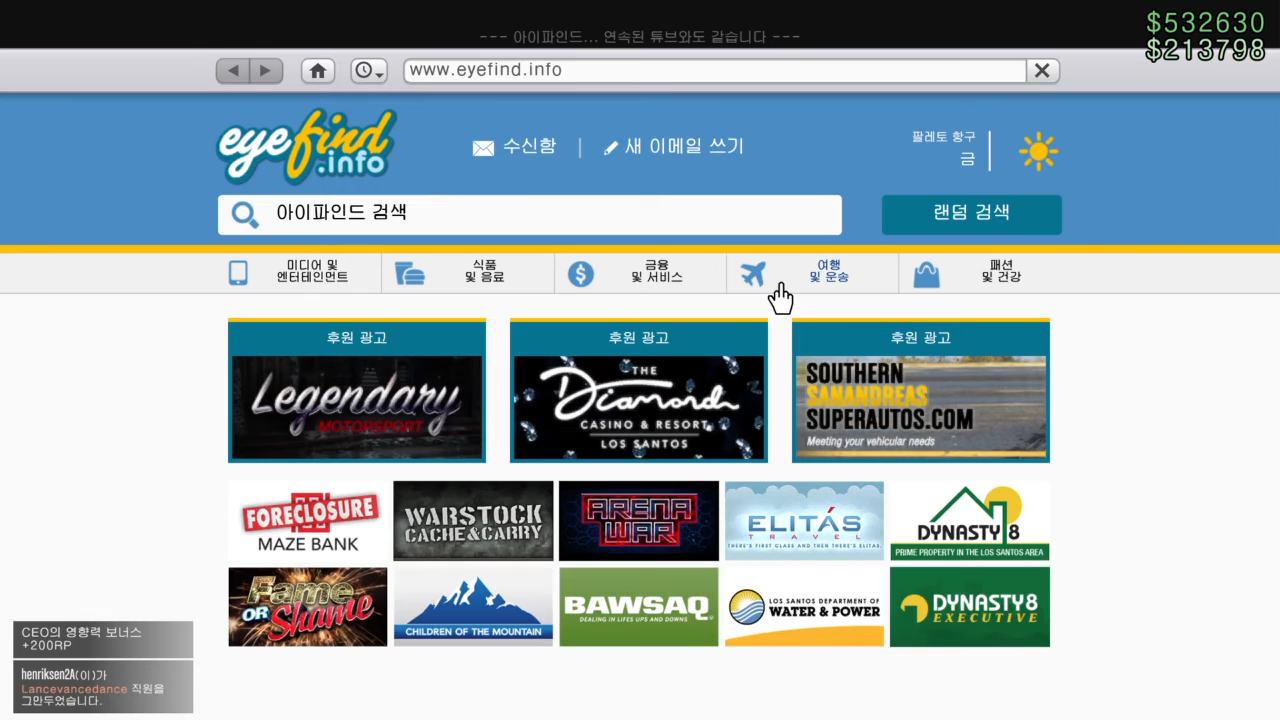 $532630
--- 아이파인드... 연속된 튜브와도 같습니다 ---
$213798
www.eyefind.info
eyefind
.info
수신함
새 이메일 쓰기
팔레토 항구
금
아이파인드 검색
랜덤 검색
미디어 및
엔터테인먼트
식품
및 음료
금융
및 서비스
여행
및 운송
패션
및 건강
후원 광고
Legendary
MOTORSPORT
후원 광고
THE
Diamond
CASINO & RESORT
LOS SANTOS
후원 광고
SOUTHERN
SANANDREAS
SUPERAUTOS.COM
Meeting your vehicular needs
FORECLOSURE
MAZE BANK
WARSTOCK
CACHE&CARRY
ARENA
WAR
ELITÁS
TRAVEL
THERE'S FIRST CLASS AND THEN THERE'S ELITAS.
DYNASTY 8
PRIME PROPERTY IN THE LOS SANTOS AREA
Fame
OR Shame
CHILDREN OF THE MOUNTAIN
BAWSAQ
DEALING IN LIFES UPS AND DOWNS
LOS SANTOS DEPARTMENT OF
WATER & POWER
DYNASTY 8
EXECUTIVE
CEO의 영향력 보너스
+200RP
henriksen2A(이)가
Lancevancedance 직원을
그만두었습니다.